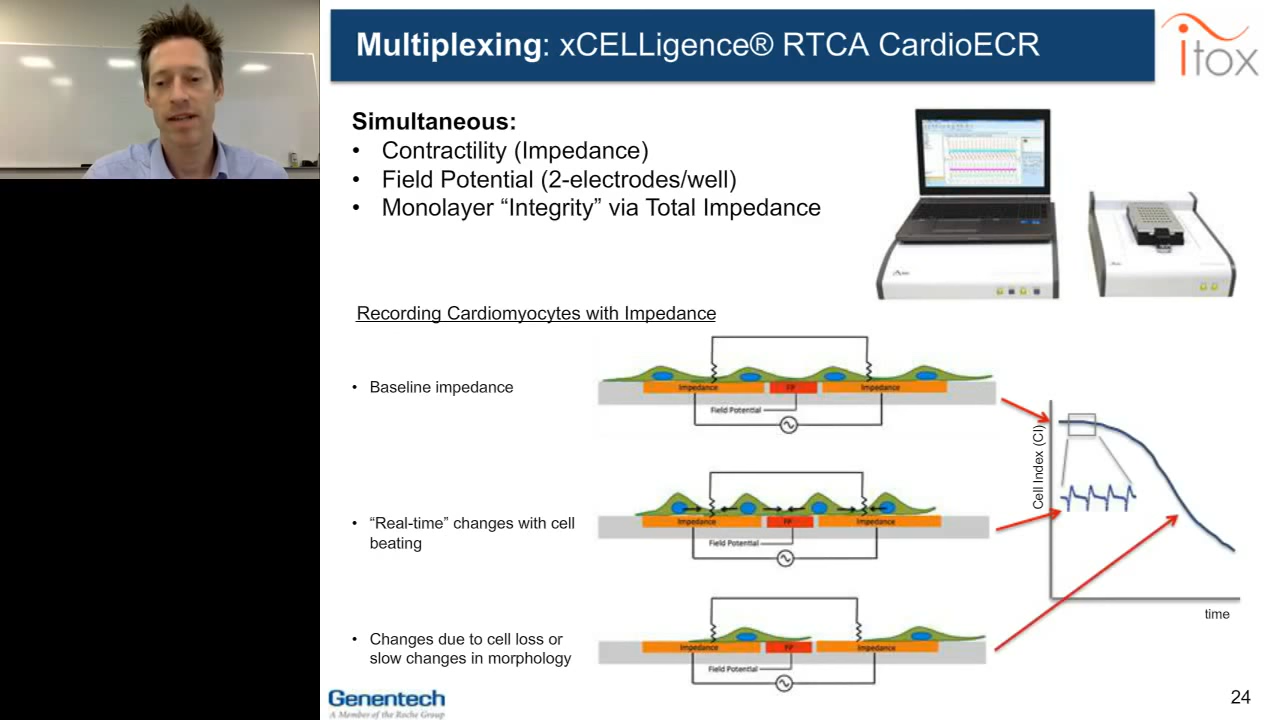 Multiplexing: xCELLigence® RTCA CardioECR
itox
Simultaneous:
• Contractility (Impedance)
• Field Potential (2-electrodes/well)
• Monolayer “Integrity” via Total Impedance
Recording Cardiomyocytes with Impedance
• Baseline impedance
Impedance
FP
Impedance
Field Potential
• “Real-time” changes with cell
beating
Impedance
FP
Impedance
Field Potential
• Changes due to cell loss or
slow changes in morphology
Impedance
FP
Impedance
Field Potential
Cell Index (CI)
time
Genentech
A Member of the Roche Group
24